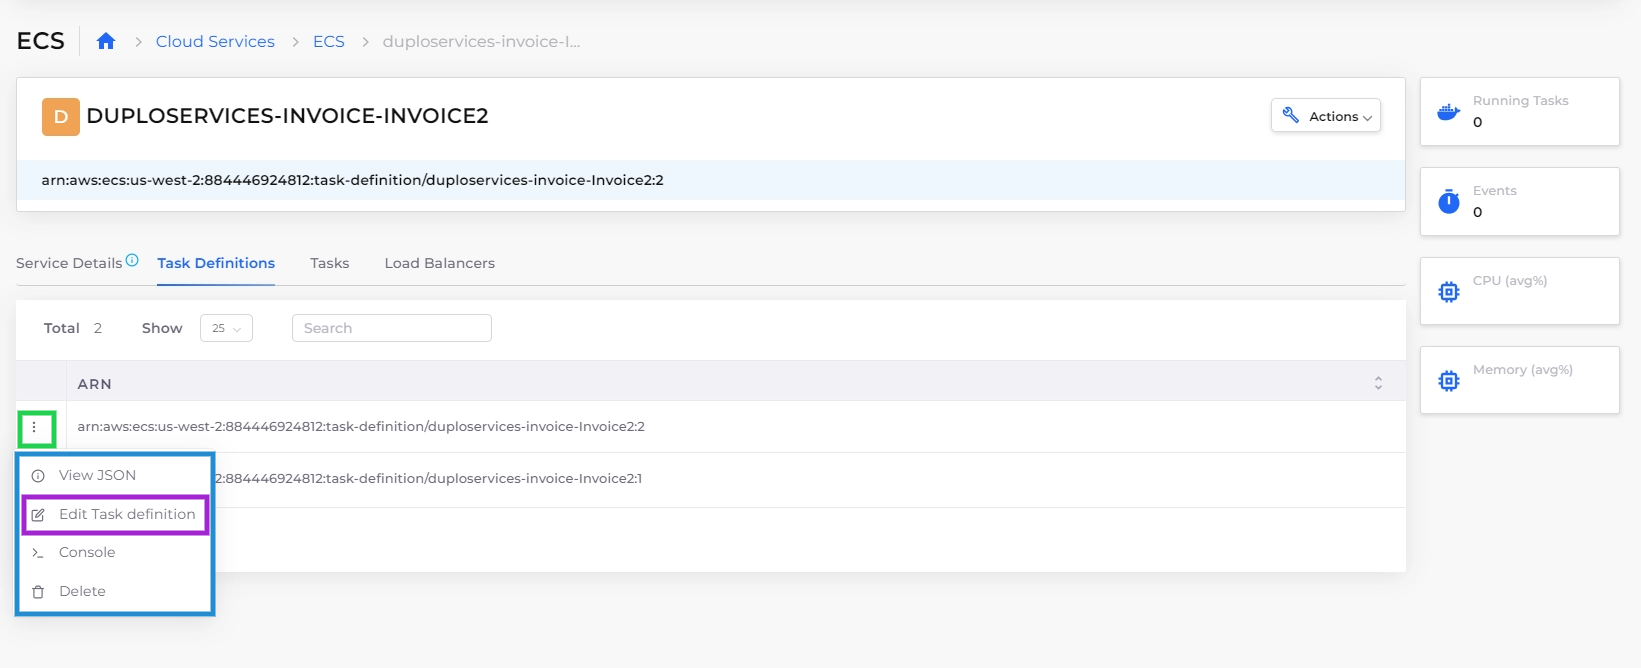 ECS
Cloud Services
ECS
duploservices-invoice-I...
D
DUPLOSERVICES-INVOICE-INVOICE2
Actions
arn:aws:ecs:us-west-2:884446924812:task-definition/duploservices-invoice-Invoice2:2
Running Tasks
0
Events
0
CPU (avg%)
Memory (avg%)
Service Details
Task Definitions
Tasks
Load Balancers
Total 2
Show 25
Search
ARN
arn:aws:ecs:us-west-2:884446924812:task-definition/duploservices-invoice-Invoice2:2
2:884446924812:task-definition/duploservices-invoice-Invoice2:1
View JSON
Edit Task definition
Console
Delete